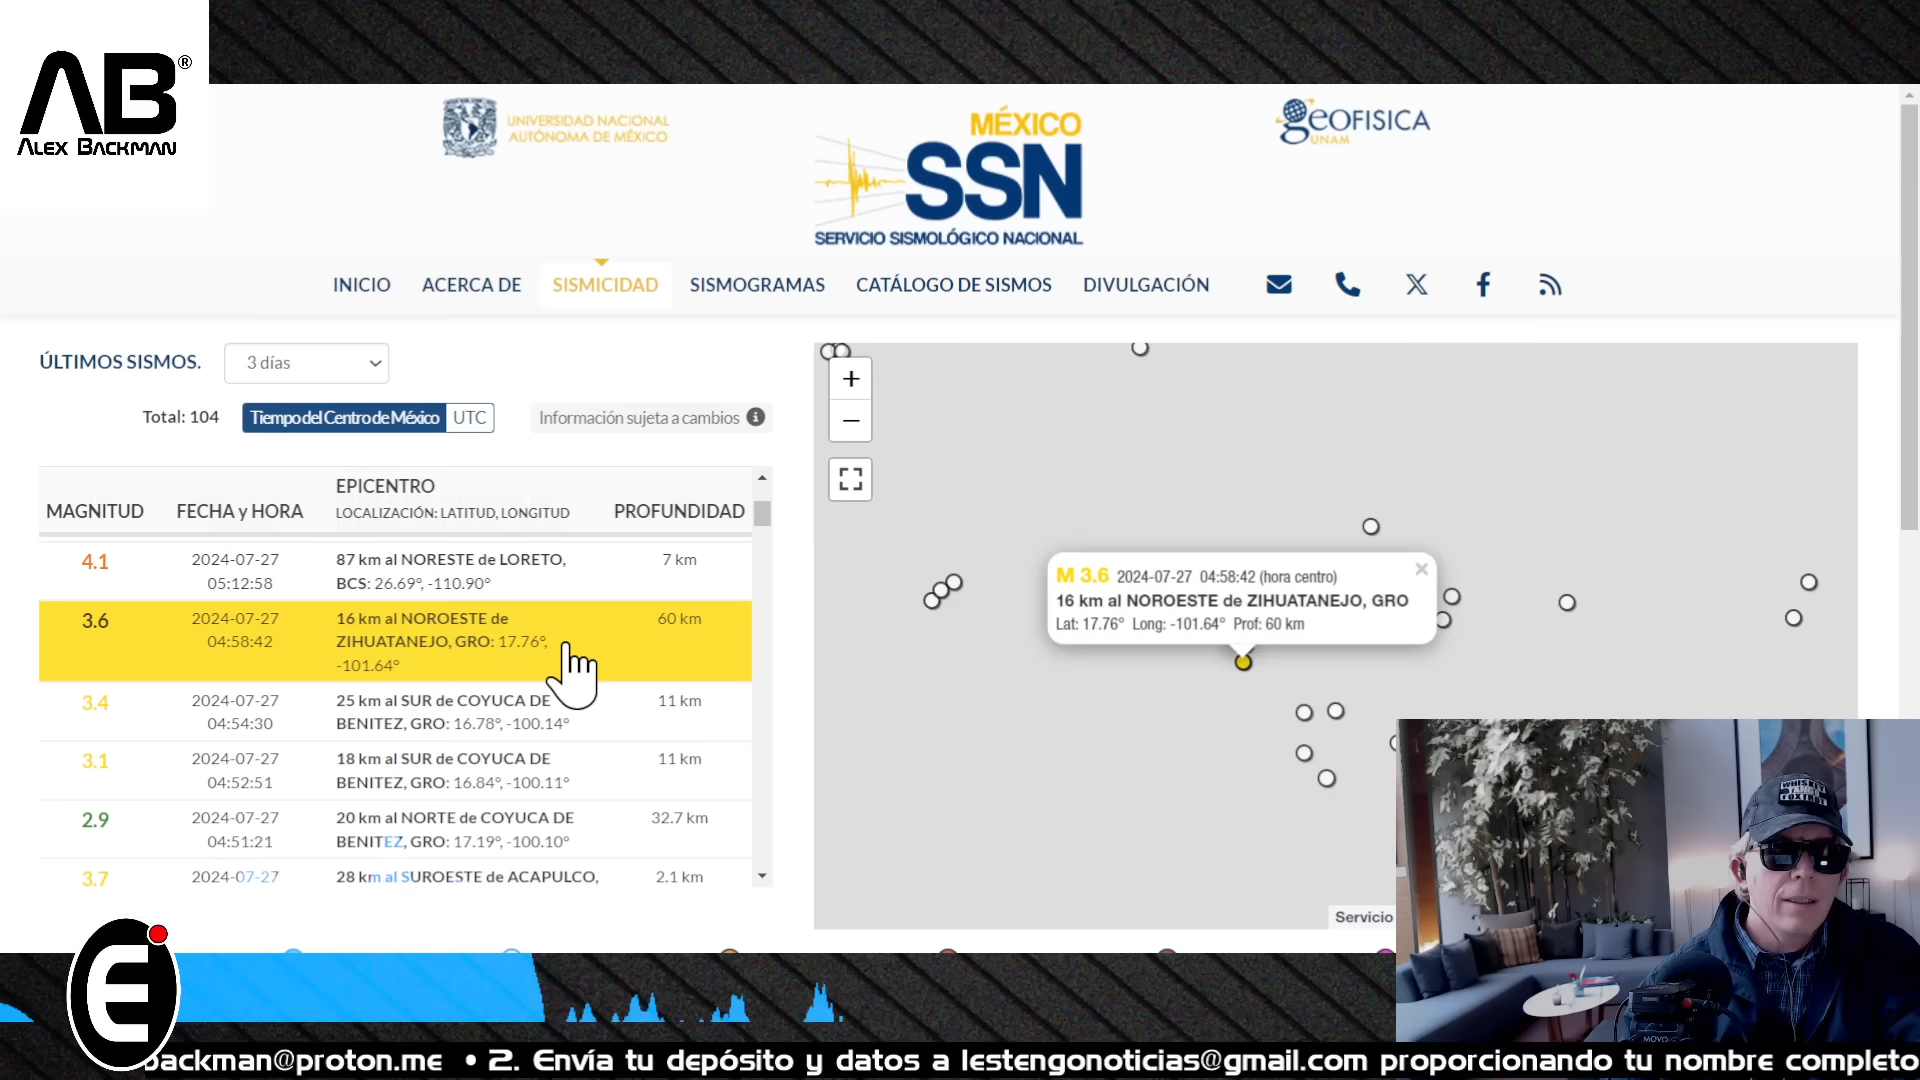 AB®
ALEX BACKMAN
UNIVERSIDAD NACIONAL
AUTÓNOMA DE MÉXICO
MÉXICO
SSN
SERVICIO SISMOLÓGICO NACIONAL
GEOFISICA
UNAM
INICIO ACERCA DE SISMICIDAD SISMOGRAMAS CATÁLOGO DE SISMOS DIVULGACIÓN
ÚLTIMOS SISMOS. 3 días
Total: 104 Tiempo del Centro de México UTC Información sujeta a cambios
MAGNITUD FECHA y HORA EPICENTRO
LOCALIZACIÓN: LATITUD, LONGITUD PROFUNDIDAD
4.1 2024-07-27 87 km al NORESTE de LORETO, 7 km
05:12:58 BCS: 26.69°, -110.90°
3.6 2024-07-27 16 km al NOROESTE de 60 km
04:58:42 ZIHUATANEJO, GRO: 17.76°,
-101.64°
3.4 2024-07-27 25 km al SUR de COYUCA DE 11 km
04:54:30 BENITEZ, GRO: 16.78°, -100.14°
3.1 2024-07-27 18 km al SUR de COYUCA DE 11 km
04:52:51 BENITEZ, GRO: 16.84°, -100.11°
2.9 2024-07-27 20 km al NORTE de COYUCA DE 32.7 km
04:51:21 BENITEZ, GRO: 17.19°, -100.10°
3.7 2024-07-27 28 km al SUROESTE de ACAPULCO, 2.1 km
+
−
M 3.6 2024-07-27 04:58:42 (hora centro) ×
16 km al NOROESTE de ZIHUATANEJO, GRO
Lat: 17.76° Long: -101.64° Prof: 60 km
Servicio
WHISKEY
TANGO
FOXTROT
MOVO
E
backman@proton.me • 2. Envía tu depósito y datos a lestengonoticias@gmail.com proporcionando tu nombre completo